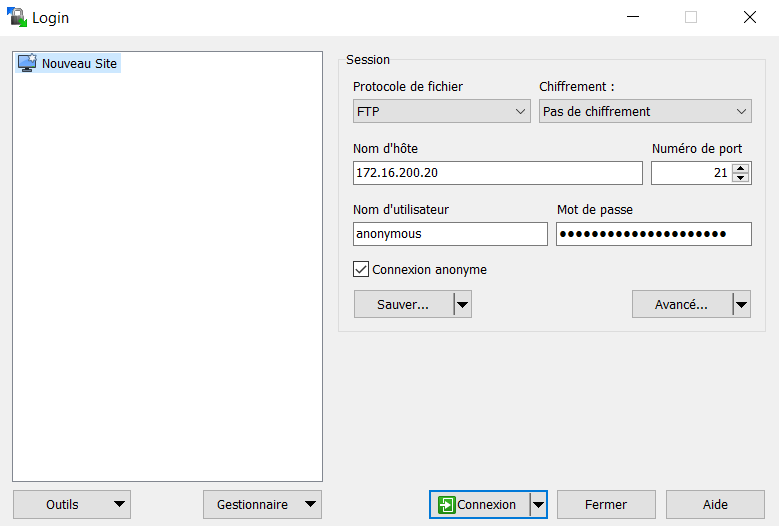 Login
Nouveau Site
Session
Protocole de fichier
Chiffrement :
FTP
Pas de chiffrement
Nom d'hôte
Numéro de port
172.16.200.20
21
Nom d'utilisateur
Mot de passe
anonymous
●●●●●●●●●●●●●●●●●●●●●
Connexion anonyme
Sauver...
Avancé...
Outils
Gestionnaire
Connexion
Fermer
Aide